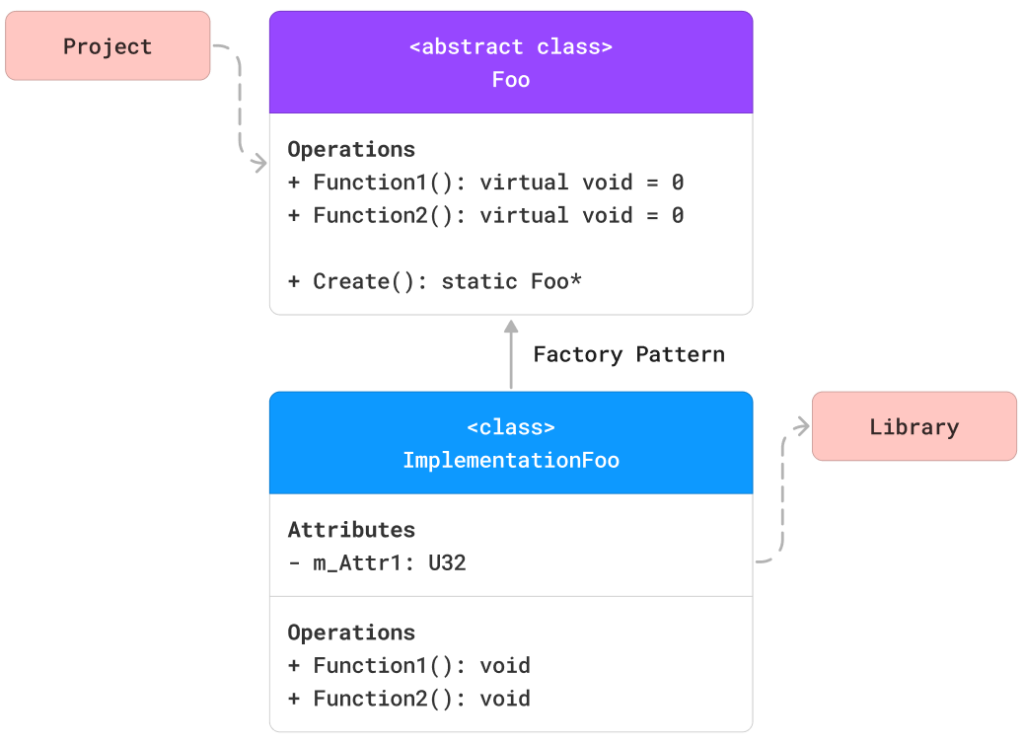 Project
<abstract class>
Foo
Operations
+ Function1(): virtual void = 0
+ Function2(): virtual void = 0
+ Create(): static Foo*
Factory Pattern
<class>
ImplementationFoo
Library
Attributes
- m_Attr1: U32
Operations
+ Function1(): void
+ Function2(): void